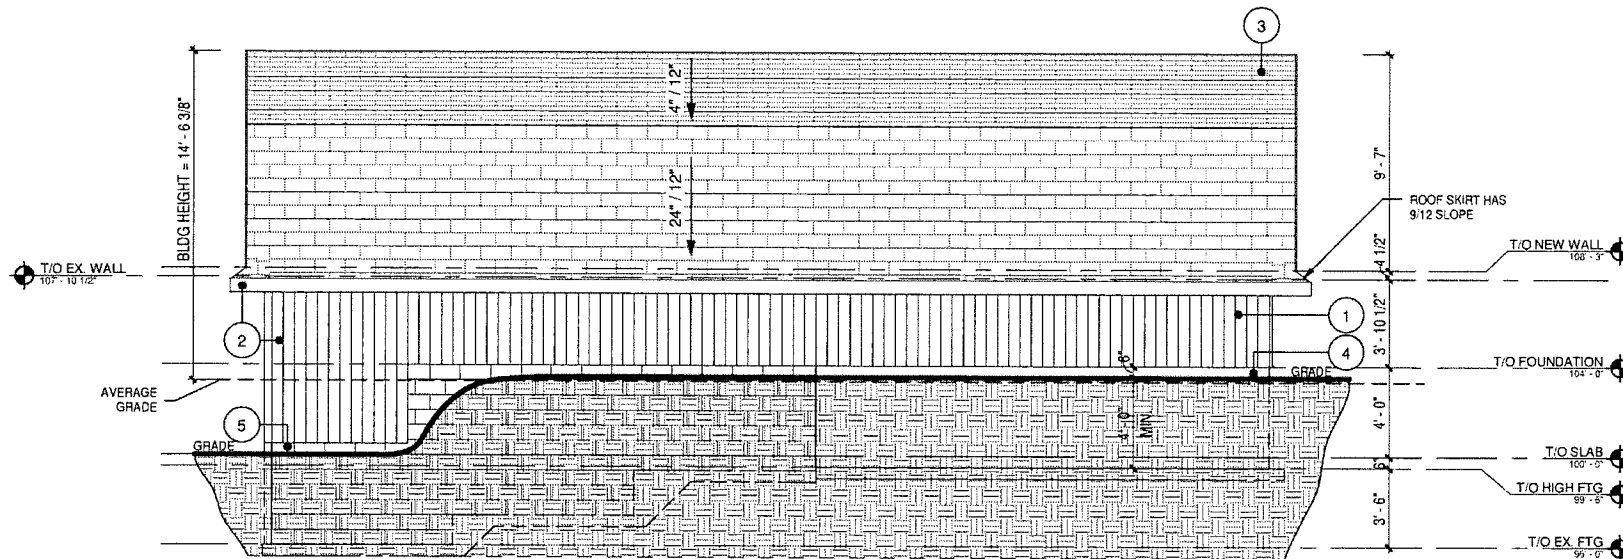 3
4" / 12"
BLDG HEIGHT = 14' - 6 3/8"
9' - 7"
24" / 12"
ROOF SKIRT HAS
9/12 SLOPE
T/O NEW WALL
108' - 3"
4 1/2"
T/O EX. WALL
107' - 10 1/2"
1
2
3' - 10 1/2"
4
T/O FOUNDATION
104' - 0"
6"
GRADE
AVERAGE
GRADE
4' - 0"
MIN
4' - 0"
5
GRADE
T/O SLAB
100' - 0"
6"
T/O HIGH FTG
99' - 6"
3' - 6"
T/O EX. FTG
96' - 0"